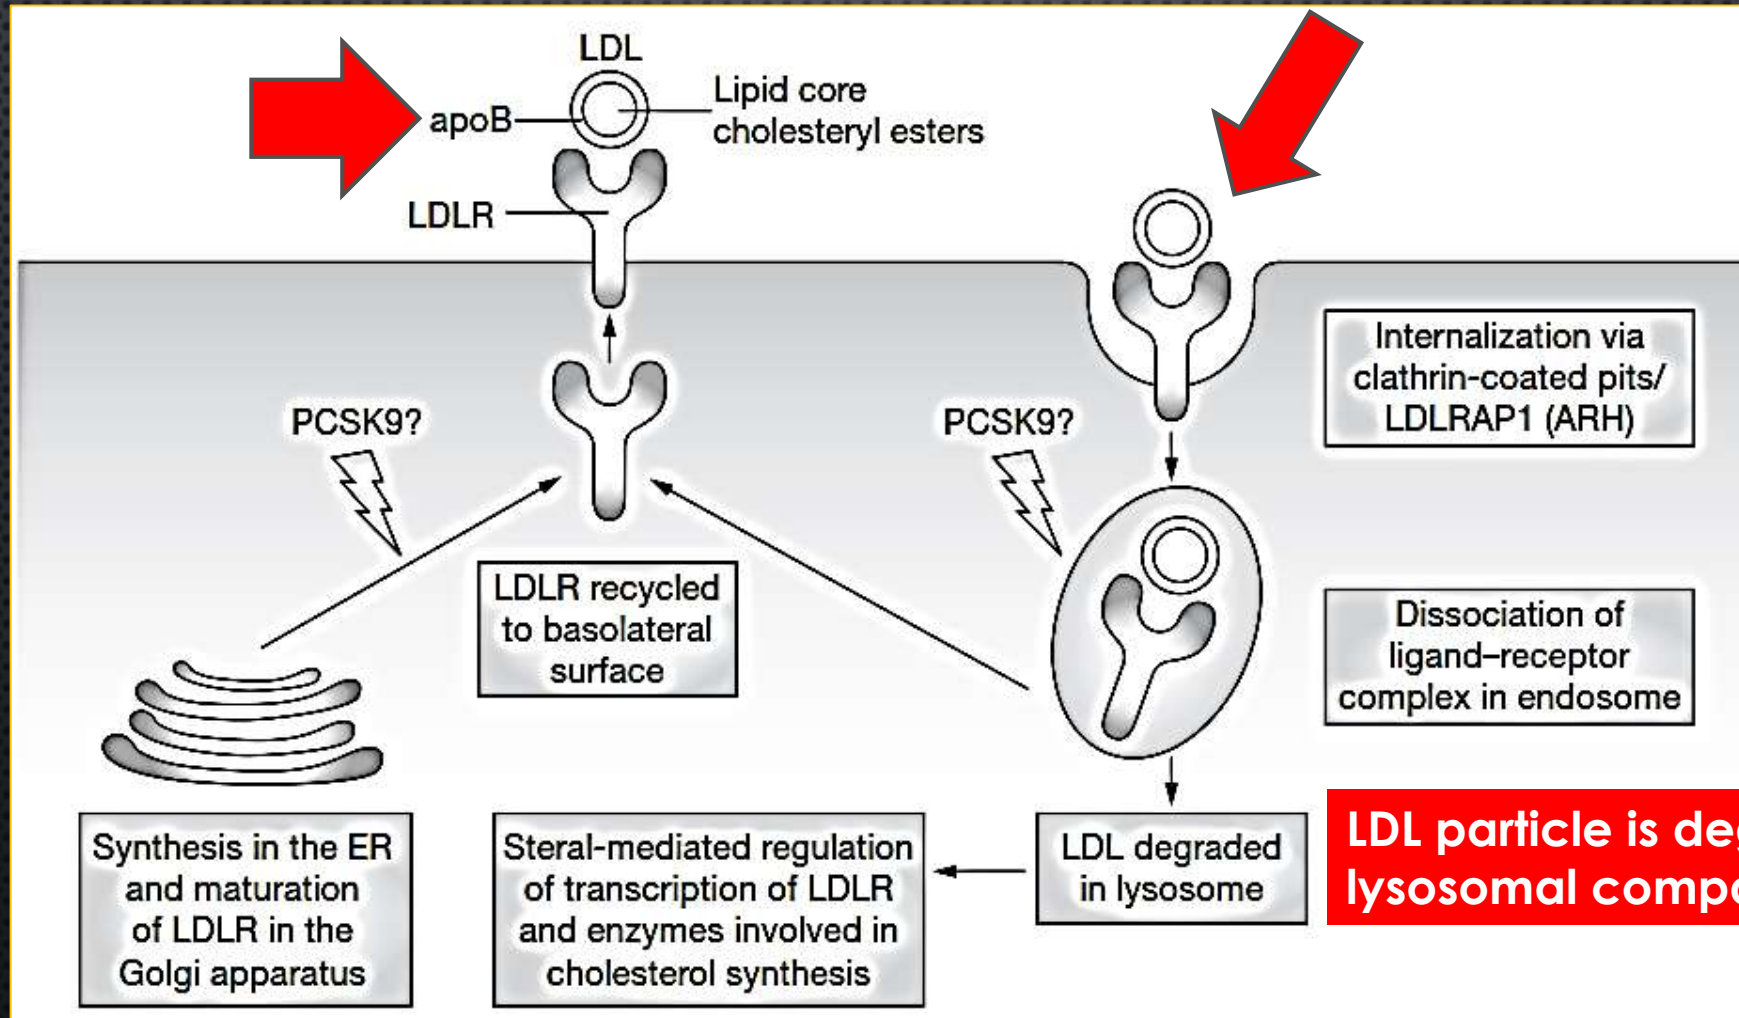 LDL
apoB
Lipid core
cholesteryl esters
LDLR
PCSK9?
PCSK9?
Internalization via
clathrin-coated pits/
LDLRAP1 (ARH)
LDLR recycled
to basolateral
surface
Dissociation of
ligand–receptor
complex in endosome
Synthesis in the ER
and maturation
of LDLR in the
Golgi apparatus
Steral-mediated regulation
of transcription of LDLR
and enzymes involved in
cholesterol synthesis
LDL degraded
in lysosome
LDL particle is
lysosomal